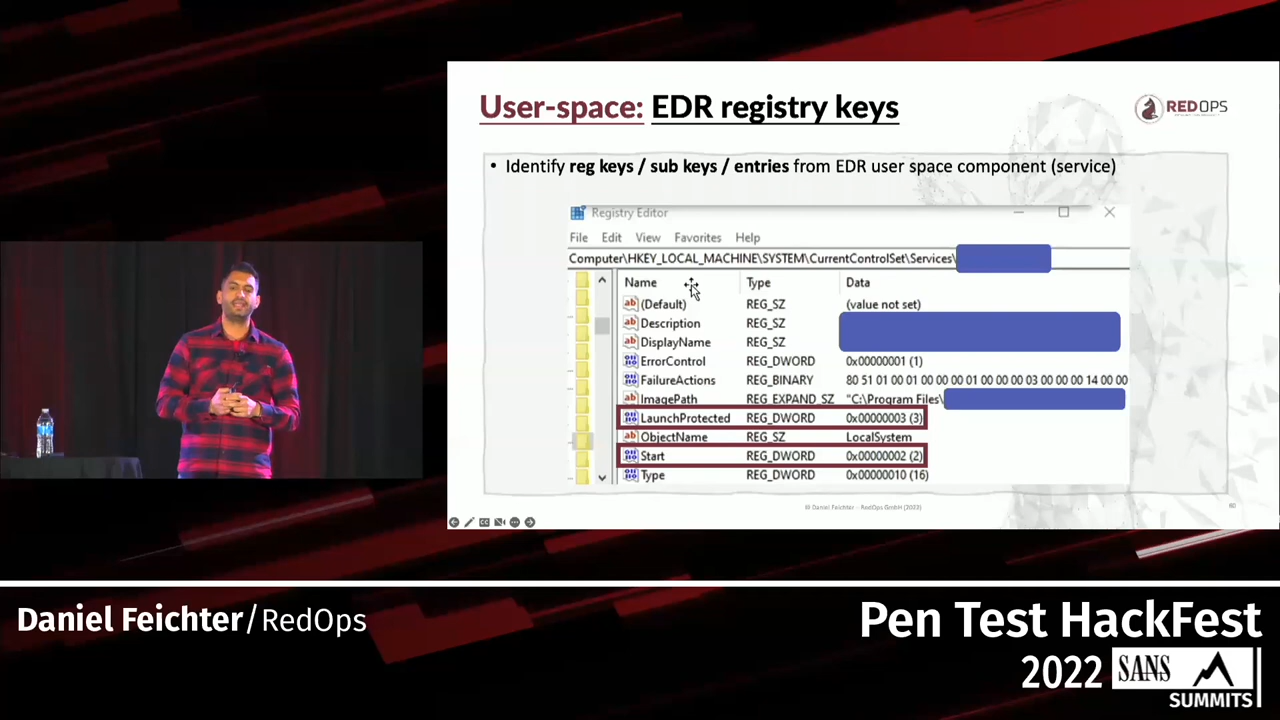 User-space: EDR registry keys
REDOPS
• Identify reg keys / sub keys / entries from EDR user space component (service)
Registry Editor
File Edit View Favorites Help
Computer\HKEY_LOCAL_MACHINE\SYSTEM\CurrentControlSet\Services\
Name Type Data
(Default) REG_SZ (value not set)
Description REG_SZ
DisplayName REG_SZ
ErrorControl REG_DWORD 0x00000001 (1)
FailureActions REG_BINARY 80 51 01 00 01 00 00 00 01 00 00 00 03 00 00 00 14 00 00
ImagePath REG_EXPAND_SZ "C:\Program Files\
LaunchProtected REG_DWORD 0x00000003 (3)
ObjectName REG_SZ LocalSystem
Start REG_DWORD 0x00000002 (2)
Type REG_DWORD 0x00000010 (16)
© Daniel Feichter - RedOps GmbH (2022)
Daniel Feichter/RedOps
Pen Test HackFest
2022 SANS
SUMMITS